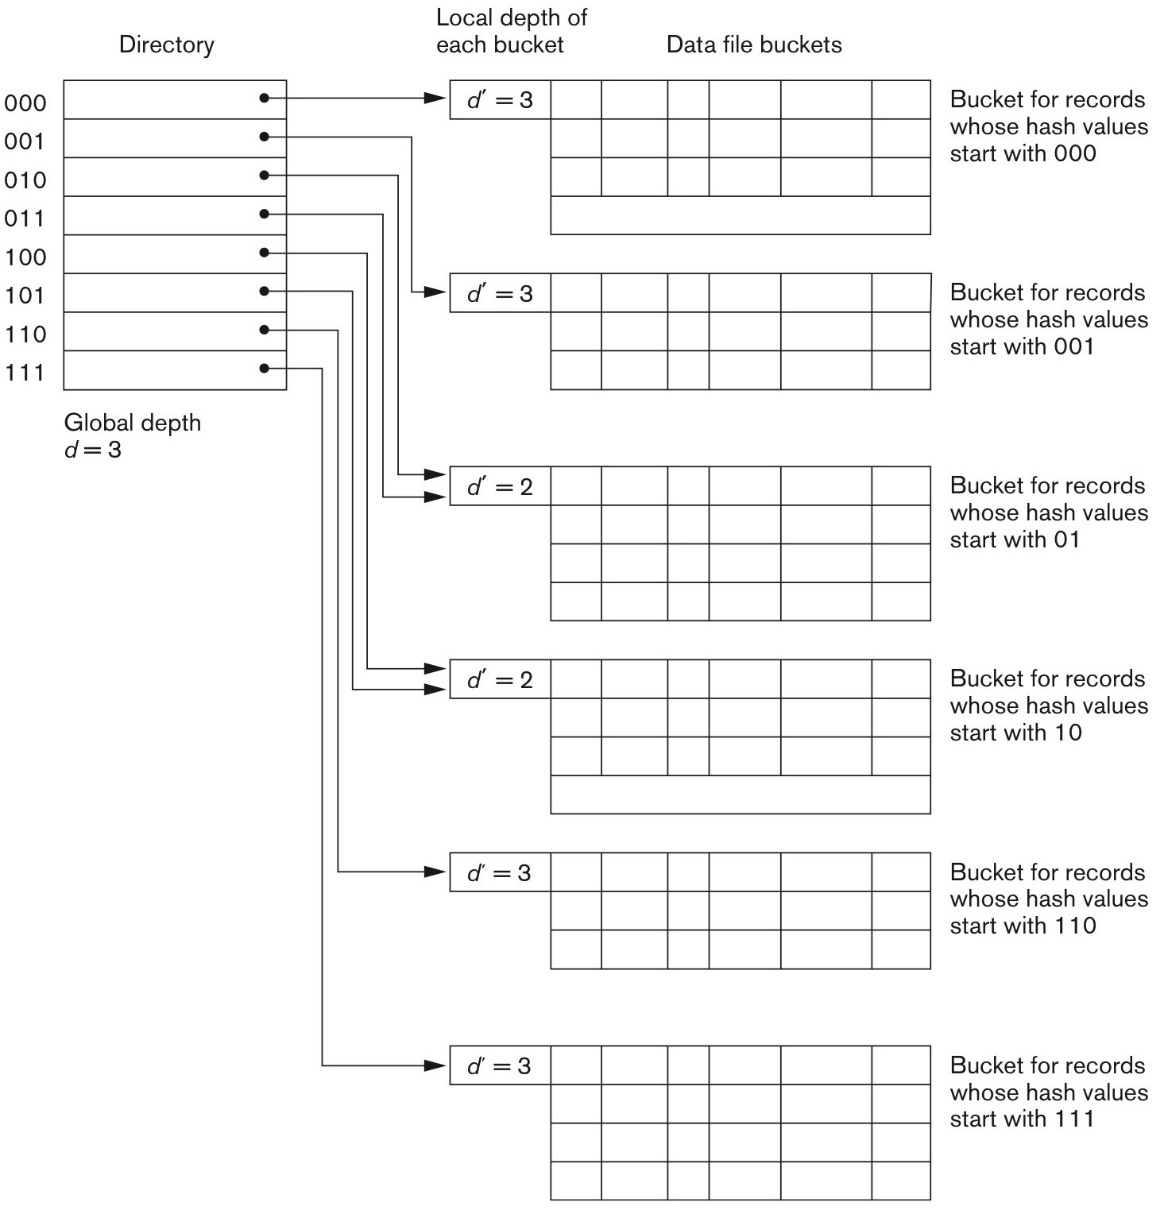 Directory
Local depth of
each bucket
Data file buckets
000
001
010
011
100
101
110
111
Global depth
d = 3
d′ = 3
Bucket for records
whose hash values
start with 000
d′ = 3
Bucket for records
whose hash values
start with 001
d′ = 2
Bucket for records
whose hash values
start with 01
d′ = 2
Bucket for records
whose hash values
start with 10
d′ = 3
Bucket for records
whose hash values
start with 110
d′ = 3
Bucket for records
whose hash values
start with 111